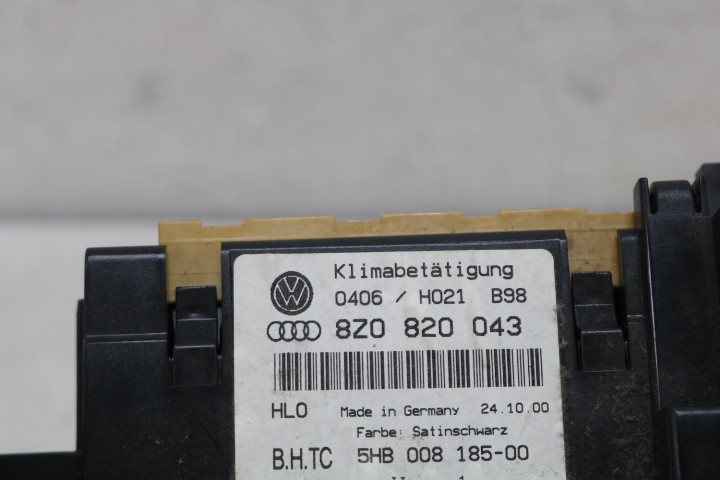 Klimabetätigung
0406 / H021 B98
8Z0 820 043
HLO Made in Germany 24.10.00
Farbe: Satinschwarz
B.H.TC 5HB 008 185-00